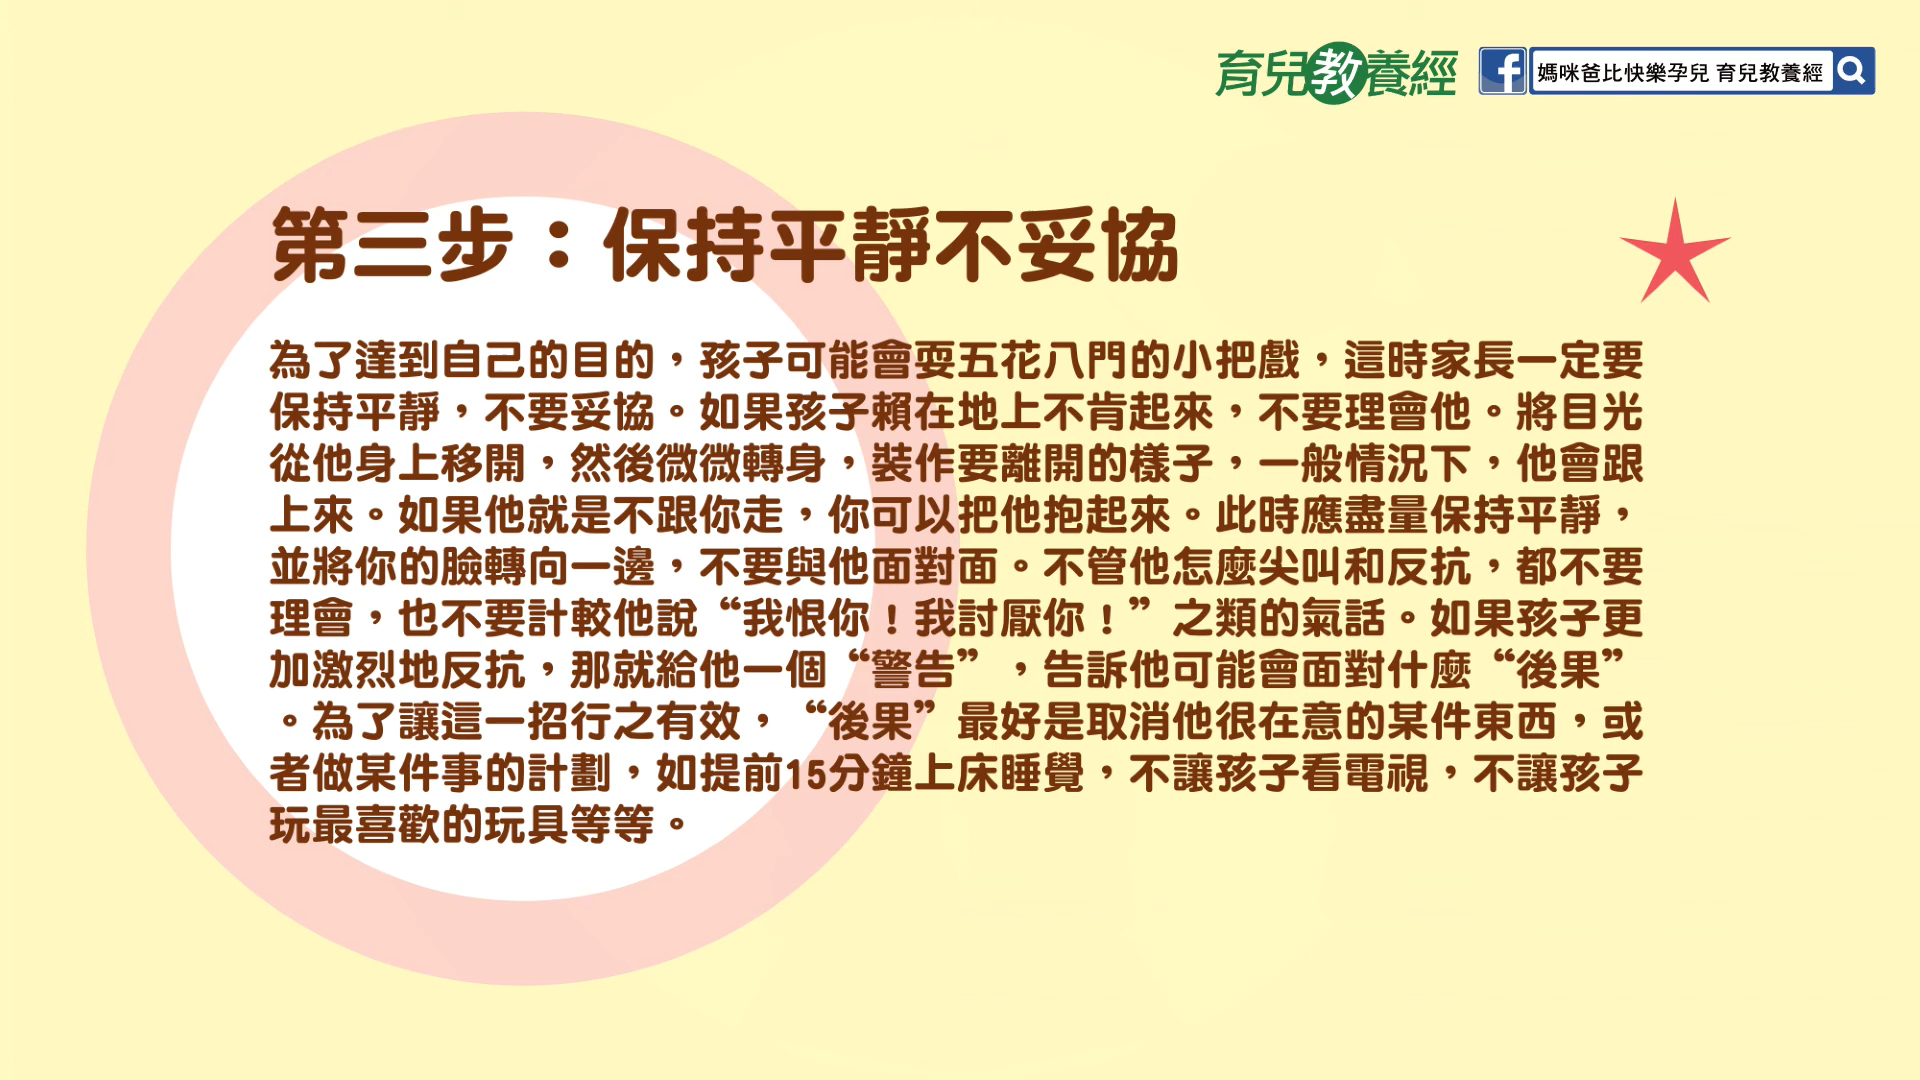 育兒教養經
媽咪爸比快樂孕兒 育兒教養經
第三步：保持平靜不妥協
為了達到自己的目的，孩子可能會耍五花八門的小把戲，這時家長一定要
保持平靜，不要妥協。如果孩子賴在地上不肯起來，不要理會他。將目光
從他身上移開，然後微微轉身，裝作要離開的樣子，一般情況下，他會跟
上來。如果他就是不跟你走，你可以把他抱起來。此時應盡量保持平靜，
並將你的臉轉向一邊，不要與他面對面。不管他怎麼尖叫和反抗，都不要
理會，也不要計較他說“我恨你！我討厭你！”之類的氣話。如果孩子更
加激烈地反抗，那就給他一個“警告”，告訴他可能會面對什麼“後果”
。為了讓這一招行之有效，“後果”最好是取消他很在意的某件東西，或
者做某件事的計劃，如提前15分鐘上床睡覺，不讓孩子看電視，不讓孩子
玩最喜歡的玩具等等。